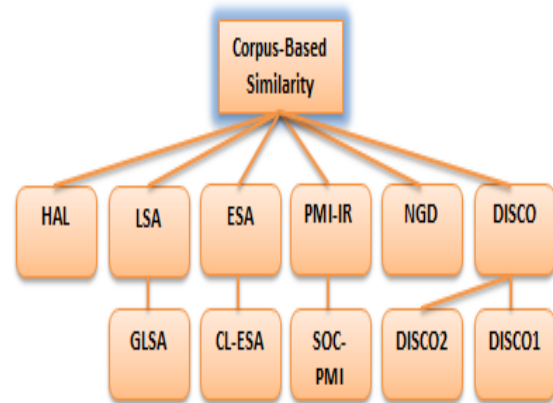 Corpus-Based
Similarity
HAL
LSA
ESA
PMI-IR
NGD
DISCO
GLSA
CL-ESA
SOC-
PMI
DISCO2
DISCO1